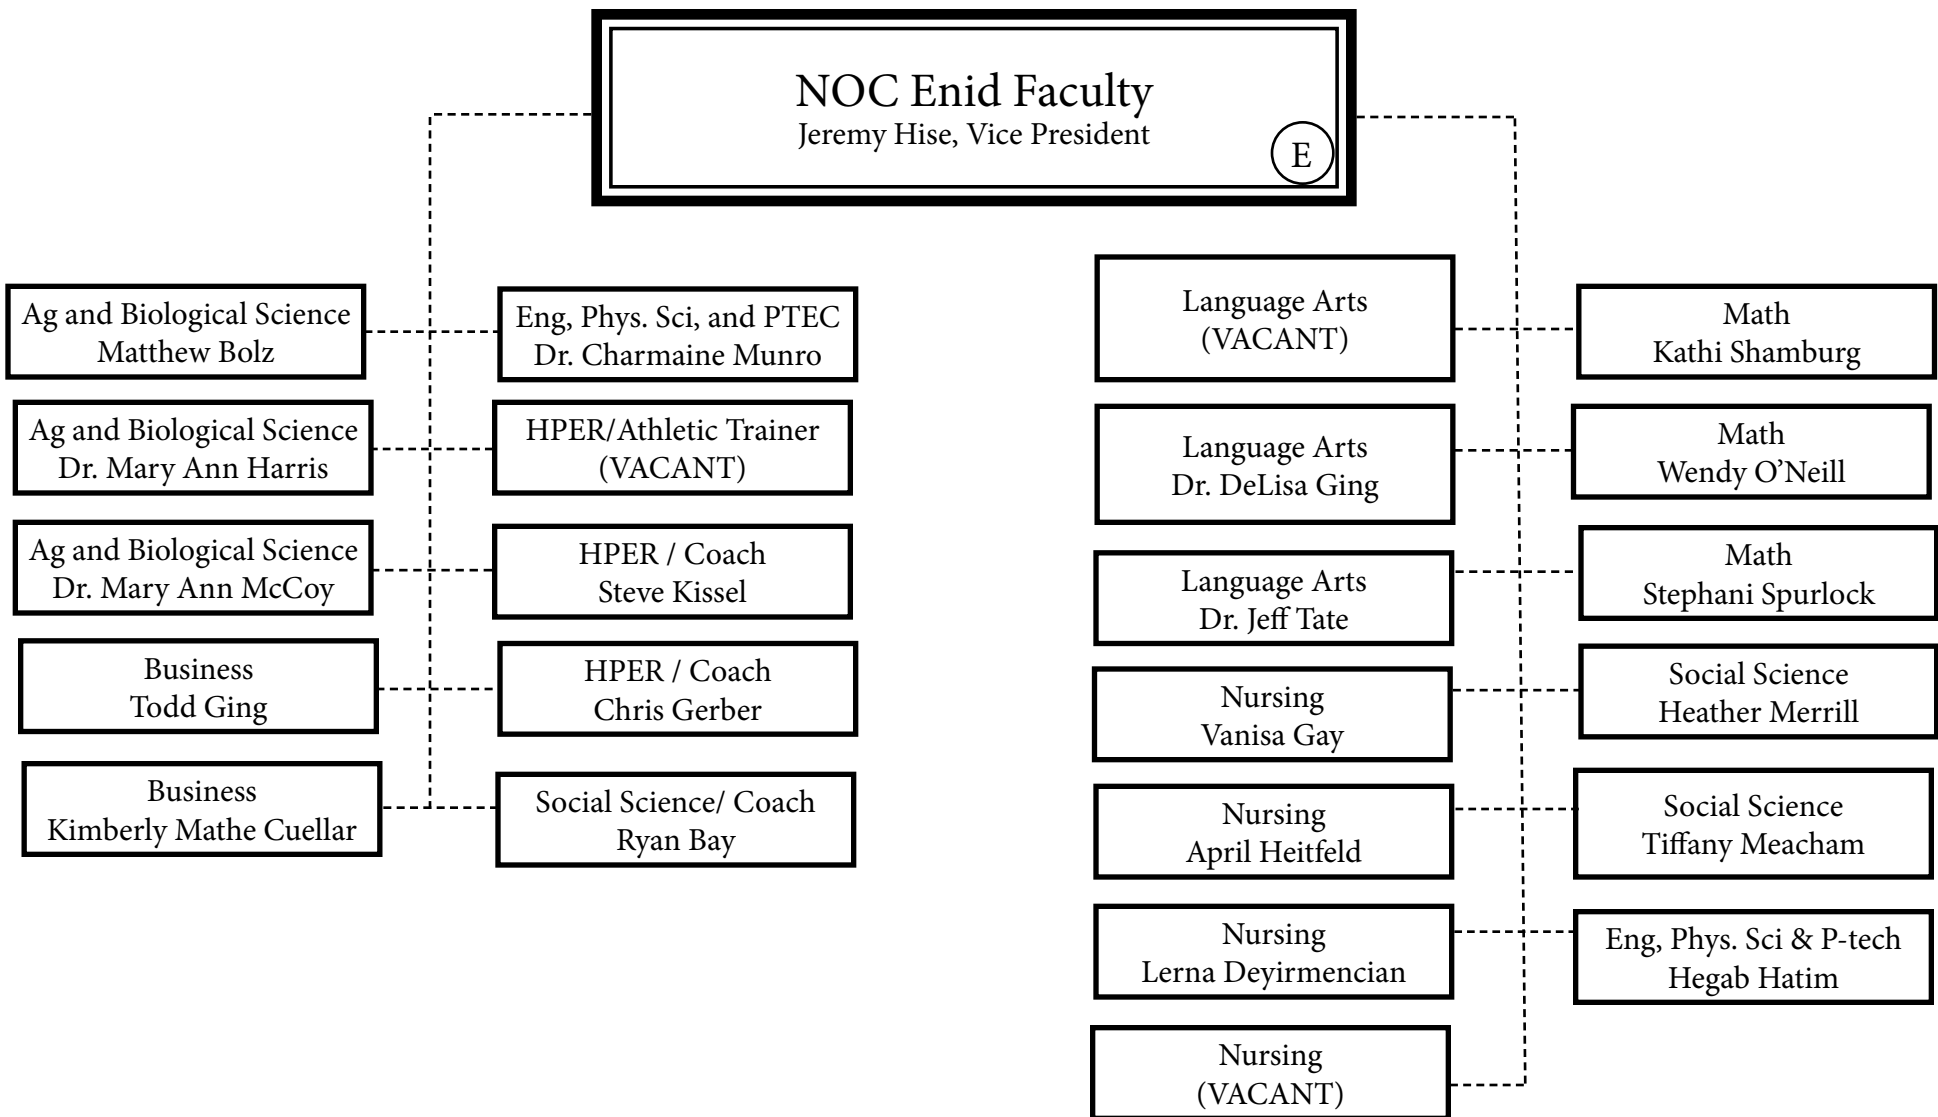 NOC Enid Faculty
Jeremy Hise, Vice President
E
Ag and Biological Science
Matthew Bolz
Eng, Phys. Sci, and PTEC
Dr. Charmaine Munro
Ag and Biological Science
Dr. Mary Ann Harris
HPER/Athletic Trainer
(VACANT)
Ag and Biological Science
Dr. Mary Ann McCoy
HPER / Coach
Steve Kissel
Business
Todd Ging
HPER / Coach
Chris Gerber
Business
Kimberly Mathe Cuellar
Social Science/ Coach
Ryan Bay
Language Arts
(VACANT)
Math
Kathi Shamburg
Language Arts
Dr. DeLisa Ging
Math
Wendy O’Neill
Language Arts
Dr. Jeff Tate
Math
Stephani Spurlock
Nursing
Vanisa Gay
Social Science
Heather Merrill
Nursing
April Heitfeld
Social Science
Tiffany Meacham
Nursing
Lerna Deyirmencian
Eng, Phys. Sci & P-tech
Hegab Hatim
Nursing
(VACANT)